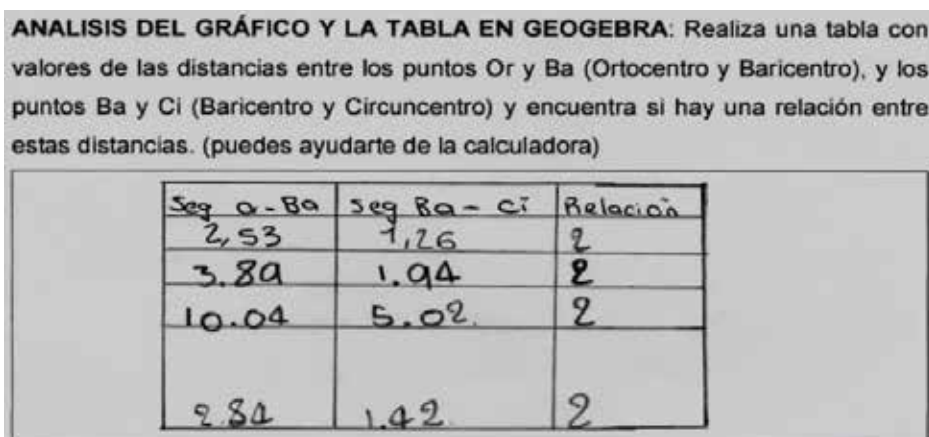 ANALISIS DEL GRÁFICO Y LA TABLA EN GEOGEBRA: Realiza una tabla con
valores de las distancias entre los puntos Or y Ba (Ortocentro y Baricentro), y los
puntos Ba y Ci (Baricentro y Circuncentro) y encuentra si hay una relación entre
estas distancias. (puedes ayudarte de la calculadora)
Seg O-Ba Seg Ba-Ci Relación
2,53 1,26 2
3.89 1.94 2
10.04 5.02. 2
2.84 1.42. 2